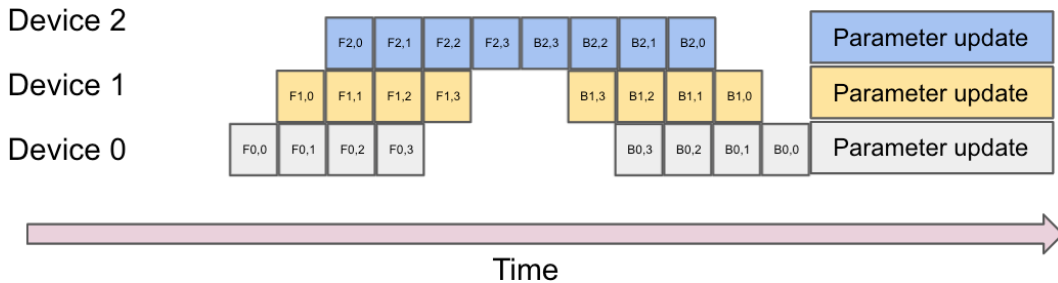 Device 2 F2,0 F2,1 F2,2 F2,3 B2,3 B2,2 B2,1 B2,0 Parameter update
Device 1 F1,0 F1,1 F1,2 F1,3 B1,3 B1,2 B1,1 B1,0 Parameter update
Device 0 F0,0 F0,1 F0,2 F0,3 B0,3 B0,2 B0,1 B0,0 Parameter update
Time